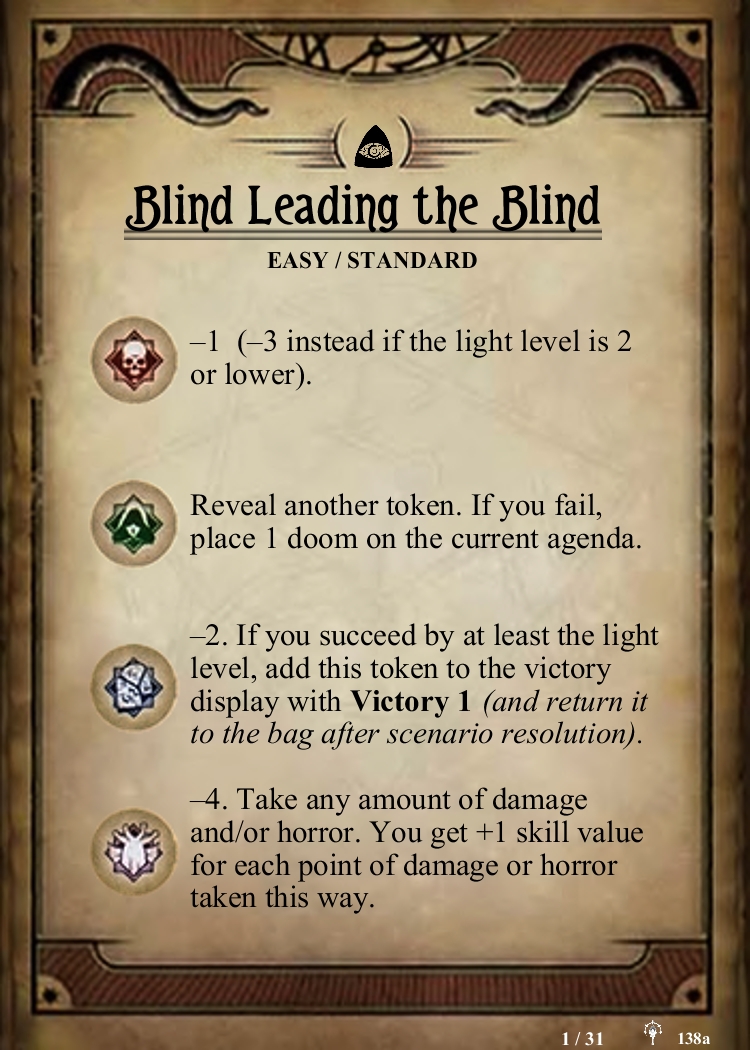 Blind Leading the Blind
EASY / STANDARD
–1  (–3 instead if the light level is 2
or lower).
Reveal another token. If you fail,
place 1 doom on the current agenda.
–2. If you succeed by at least the light
level, add this token to the victory
display with Victory 1 (and return it
to the bag after scenario resolution).
–4. Take any amount of damage
and/or horror. You get +1 skill value
for each point of damage or horror
taken this way.
1 / 31 138a